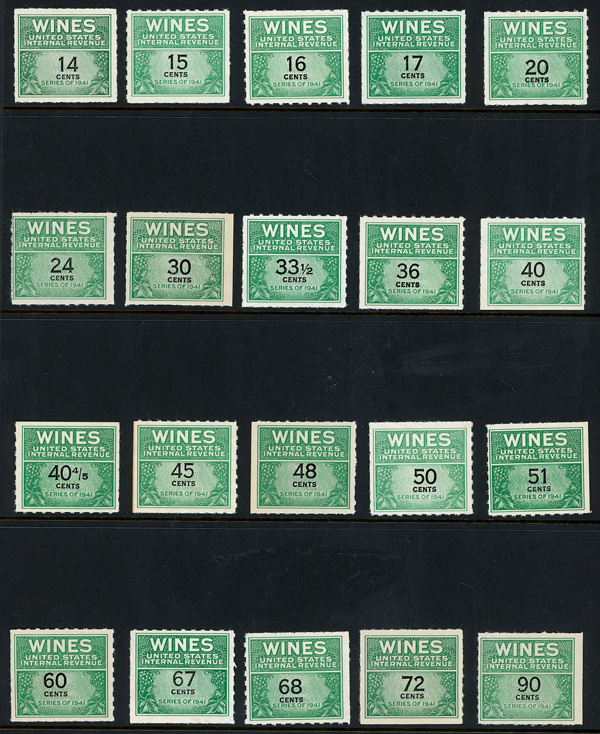 WINES
UNITED STATES
INTERNAL REVENUE
14
CENTS
SERIES OF 1941
WINES
UNITED STATES
INTERNAL REVENUE
15
CENTS
SERIES OF 1941
WINES
UNITED STATES
INTERNAL REVENUE
16
CENTS
SERIES OF 1941
WINES
UNITED STATES
INTERNAL REVENUE
17
CENTS
SERIES OF 1941
WINES
UNITED STATES
INTERNAL REVENUE
20
CENTS
SERIES OF 1941
WINES
UNITED STATES
INTERNAL REVENUE
24
CENTS
SERIES OF 1941
WINES
UNITED STATES
INTERNAL REVENUE
30
CENTS
SERIES OF 1941
WINES
UNITED STATES
INTERNAL REVENUE
33½
CENTS
SERIES OF 1941
WINES
UNITED STATES
INTERNAL REVENUE
36
CENTS
SERIES OF 1941
WINES
UNITED STATES
INTERNAL REVENUE
40
CENTS
SERIES OF 1941
WINES
UNITED STATES
INTERNAL REVENUE
40 4/5
CENTS
SERIES OF 1941
WINES
UNITED STATES
INTERNAL REVENUE
45
CENTS
SERIES OF 1941
WINES
UNITED STATES
INTERNAL REVENUE
48
CENTS
SERIES OF 1941
WINES
UNITED STATES
INTERNAL REVENUE
50
CENTS
SERIES OF 1941
WINES
UNITED STATES
INTERNAL REVENUE
51
CENTS
SERIES OF 1941
WINES
UNITED STATES
INTERNAL REVENUE
60
CENTS
SERIES OF 1941
WINES
UNITED STATES
INTERNAL REVENUE
67
CENTS
SERIES OF 1941
WINES
UNITED STATES
INTERNAL REVENUE
68
CENTS
SERIES OF 1941
WINES
UNITED STATES
INTERNAL REVENUE
72
CENTS
SERIES OF 1941
WINES
UNITED STATES
INTERNAL REVENUE
90
CENTS
SERIES OF 1941